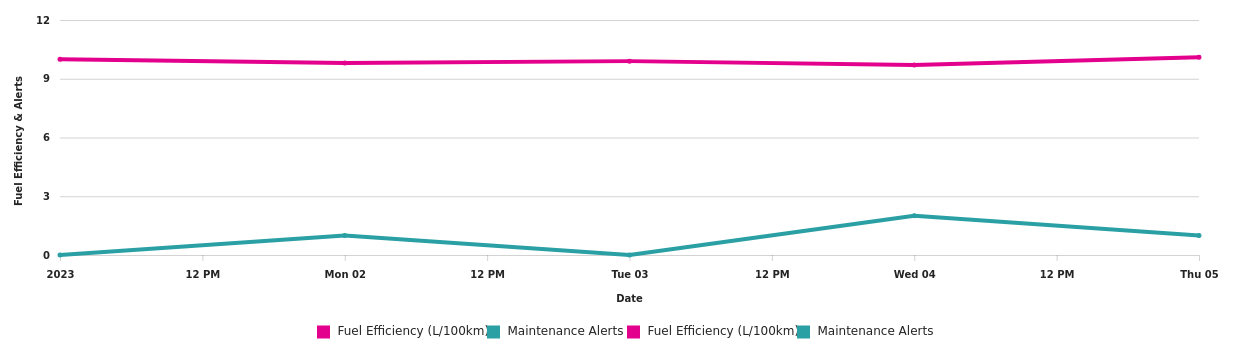 12
9
6
3
0
Fuel Efficiency & Alerts
2023 12 PM Mon 02 12 PM Tue 03 12 PM Wed 04 12 PM Thu 05
Date
Fuel Efficiency (L/100km) Maintenance Alerts Fuel Efficiency (L/100km) Maintenance Alerts